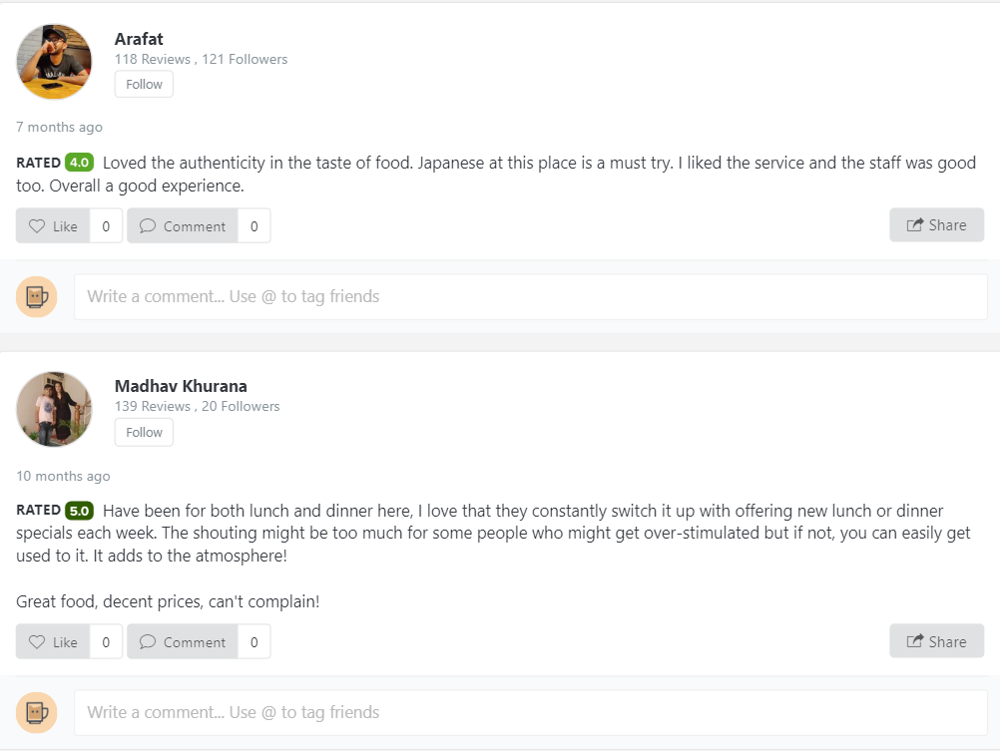 Arafat
118 Reviews , 121 Followers
Follow
7 months ago
RATED 4.0 Loved the authenticity in the taste of food. Japanese at this place is a must try. I liked the service and the staff was good
too. Overall a good experience.
Like 0 Comment 0 Share
Write a comment... Use @ to tag friends
Madhav Khurana
139 Reviews , 20 Followers
Follow
10 months ago
RATED 5.0 Have been for both lunch and dinner here, I love that they constantly switch it up with offering new lunch or dinner
specials each week. The shouting might be too much for some people who might get over-stimulated but if not, you can easily get
used to it. It adds to the atmosphere!
Great food, decent prices, can't complain!
Like 0 Comment 0 Share
Write a comment... Use @ to tag friends